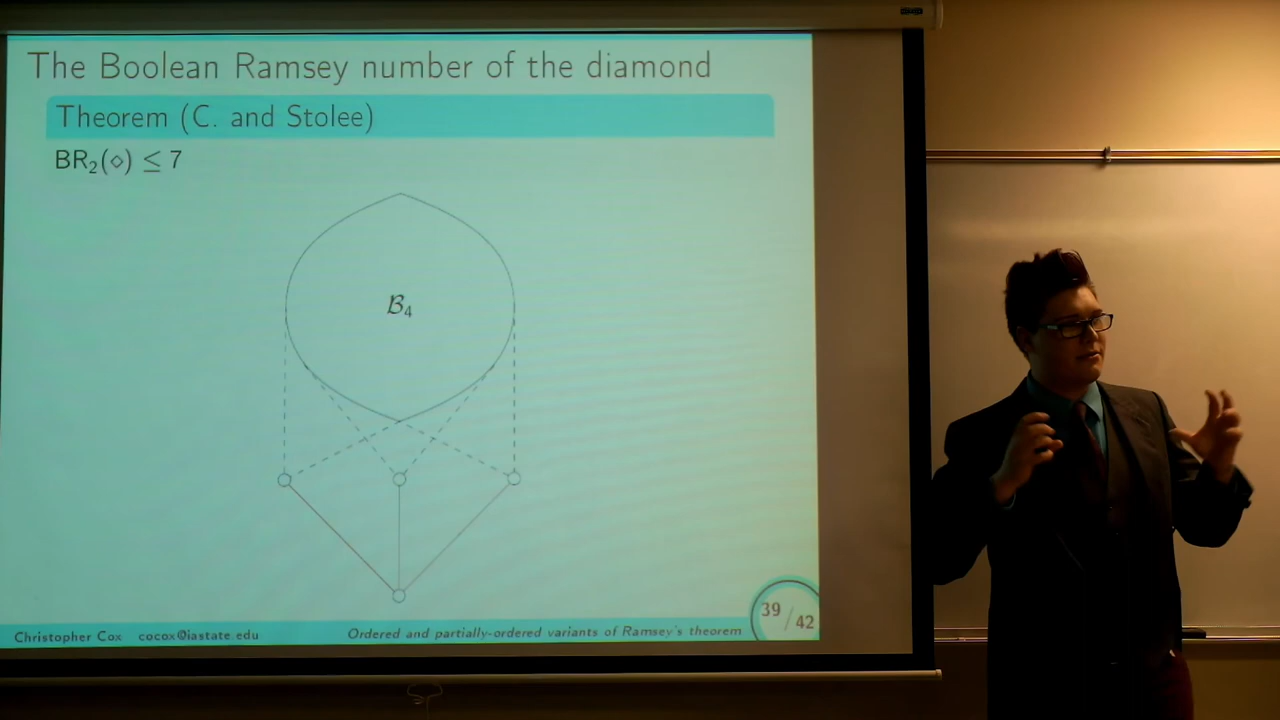 The Boolean Ramsey number of the diamond
Theorem (C. and Stolee)
BR₂(⋄) ≤ 7
ℬ₄
39/42
Christopher Cox cocox@iastate.edu Ordered and partially-ordered variants of Ramsey's theorem